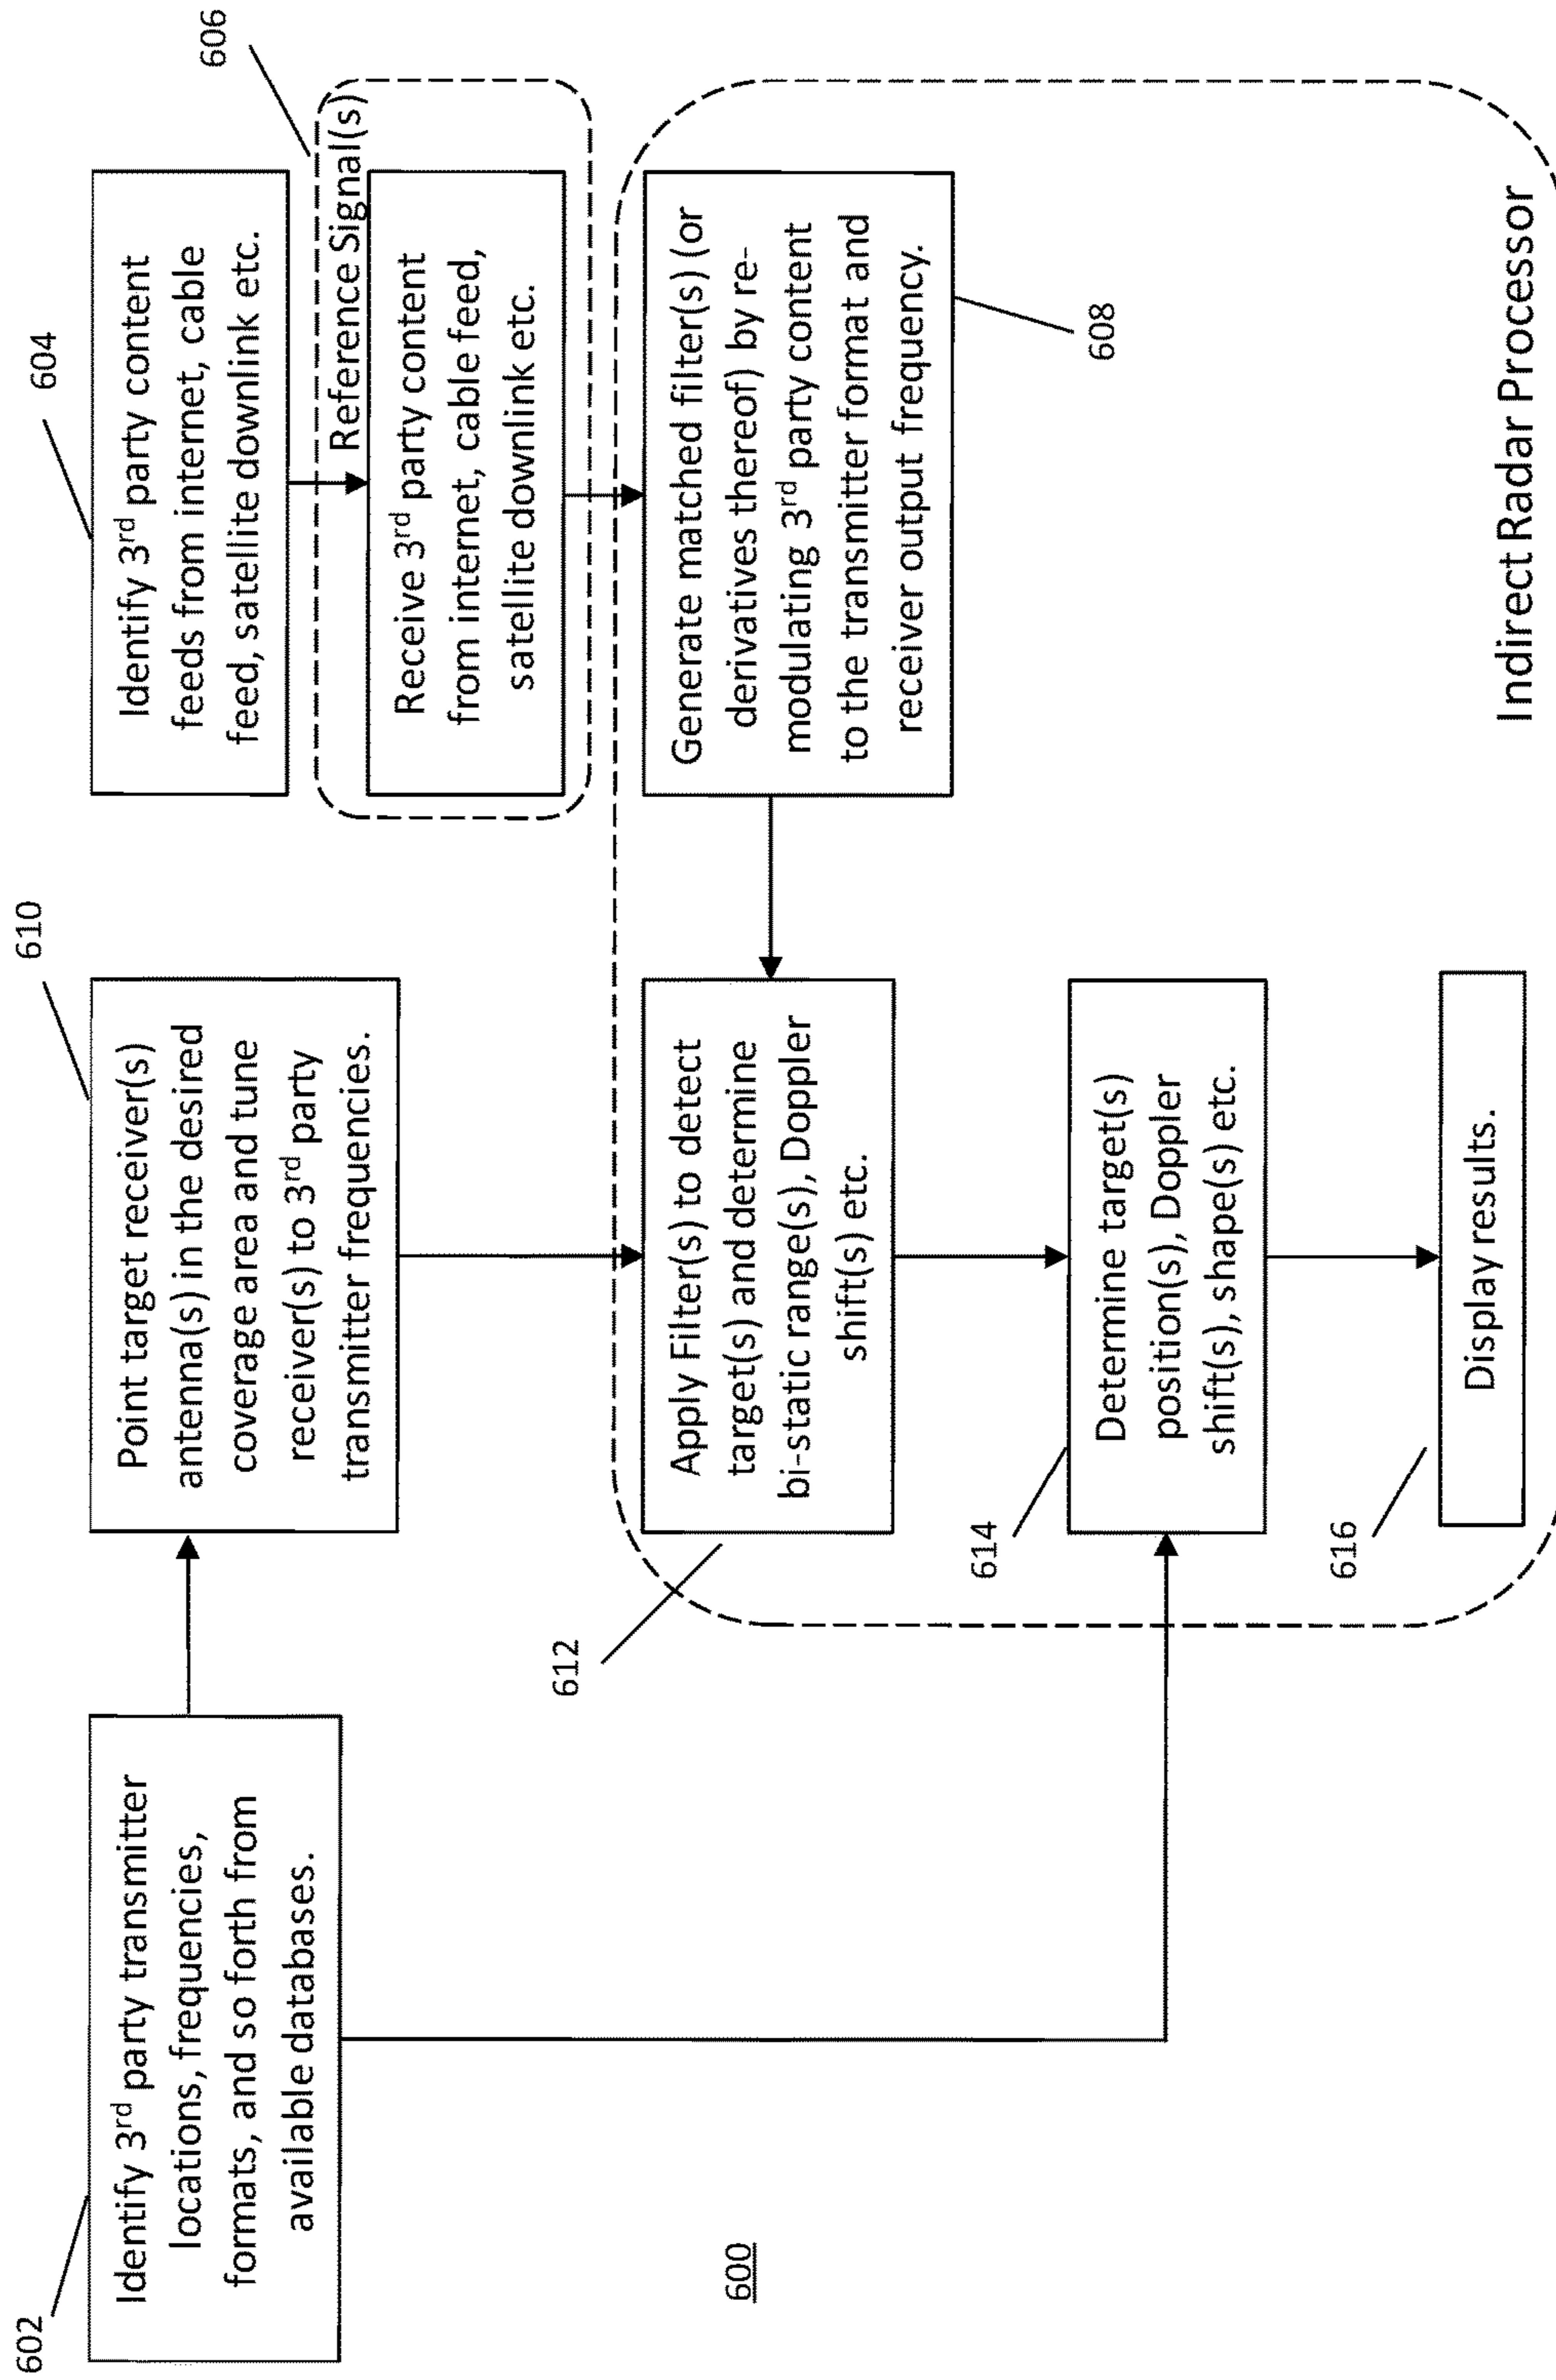 602
Identify 3rd party transmitter
locations, frequencies,
formats, and so forth from
available databases.
610
Point target receiver(s)
antenna(s) in the desired
coverage area and tune
receiver(s) to 3rd party
transmitter frequencies.
604
Identify 3rd party content
feeds from internet, cable
feed, satellite downlink etc.
606
Reference Signal(s)
Receive 3rd party content
from internet, cable feed,
satellite downlink etc.
612
Apply Filter(s) to detect
target(s) and determine
bi-static range(s), Doppler
shift(s) etc.
Generate matched filter(s) (or
derivatives thereof) by re-
modulating 3rd party content
to the transmitter format and
receiver output frequency.
608
614
Determine target(s)
position(s), Doppler
shift(s), shape(s) etc.
616
Display results.
Indirect Radar Processor
600